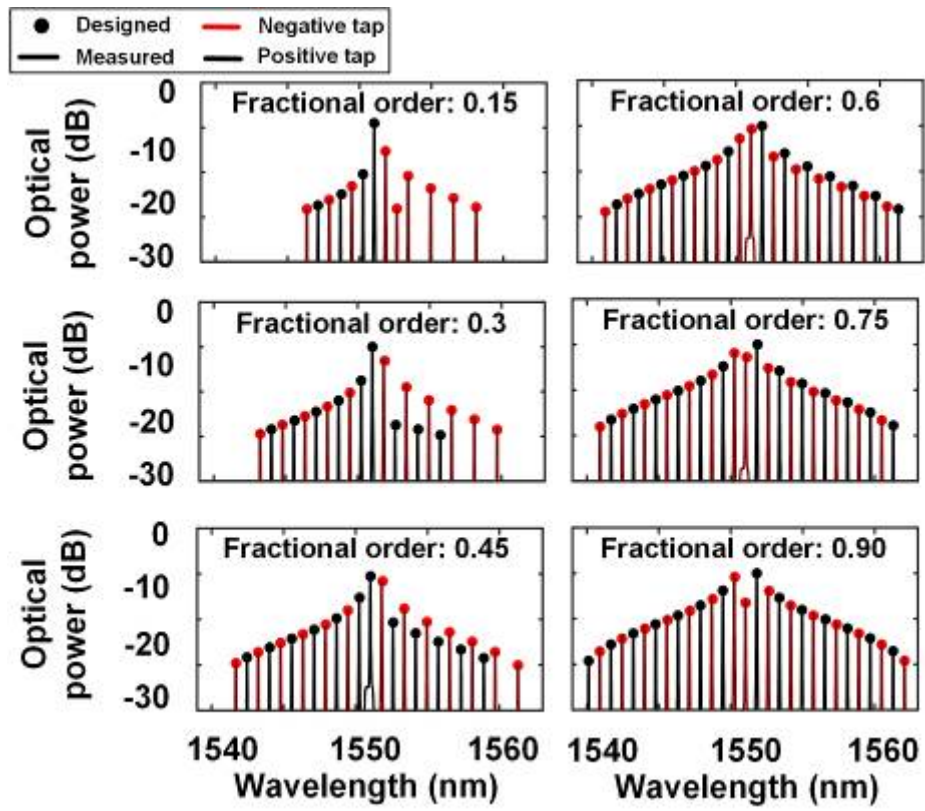 Designed
Negative tap
Measured
Positive tap
Optical power (dB)
0
-10
-20
-30
Fractional order: 0.15
Fractional order: 0.6
Optical power (dB)
0
-10
-20
-30
Fractional order: 0.3
Fractional order: 0.75
Optical power (dB)
0
-10
-20
-30
Fractional order: 0.45
Fractional order: 0.90
1540 1550 1560
1540 1550 1560
Wavelength (nm)
Wavelength (nm)